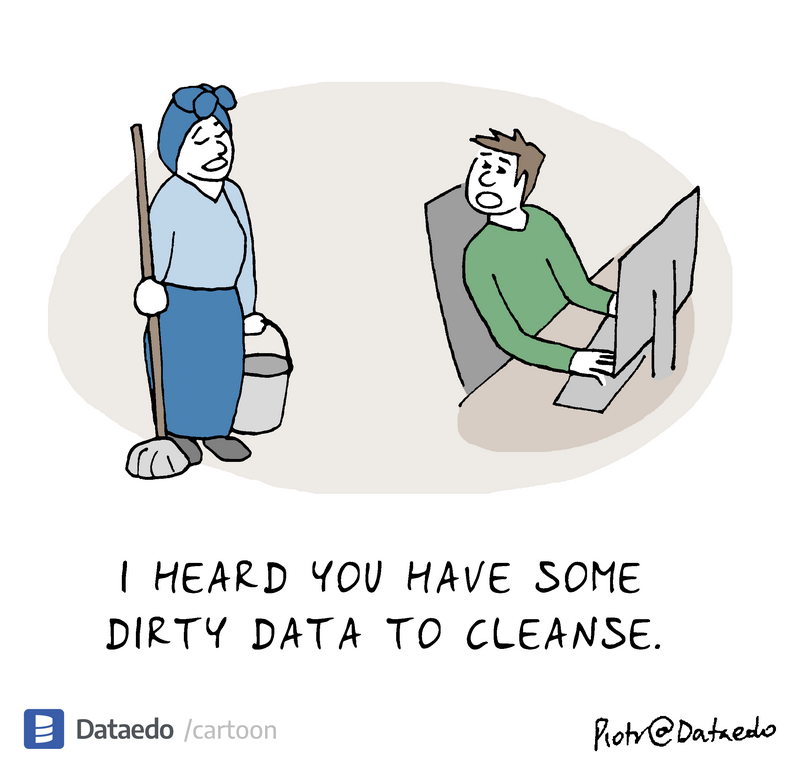 I HEARD YOU HAVE SOME
DIRTY DATA TO CLEANSE.
Dataedo /cartoon
Piotr@Dataedo